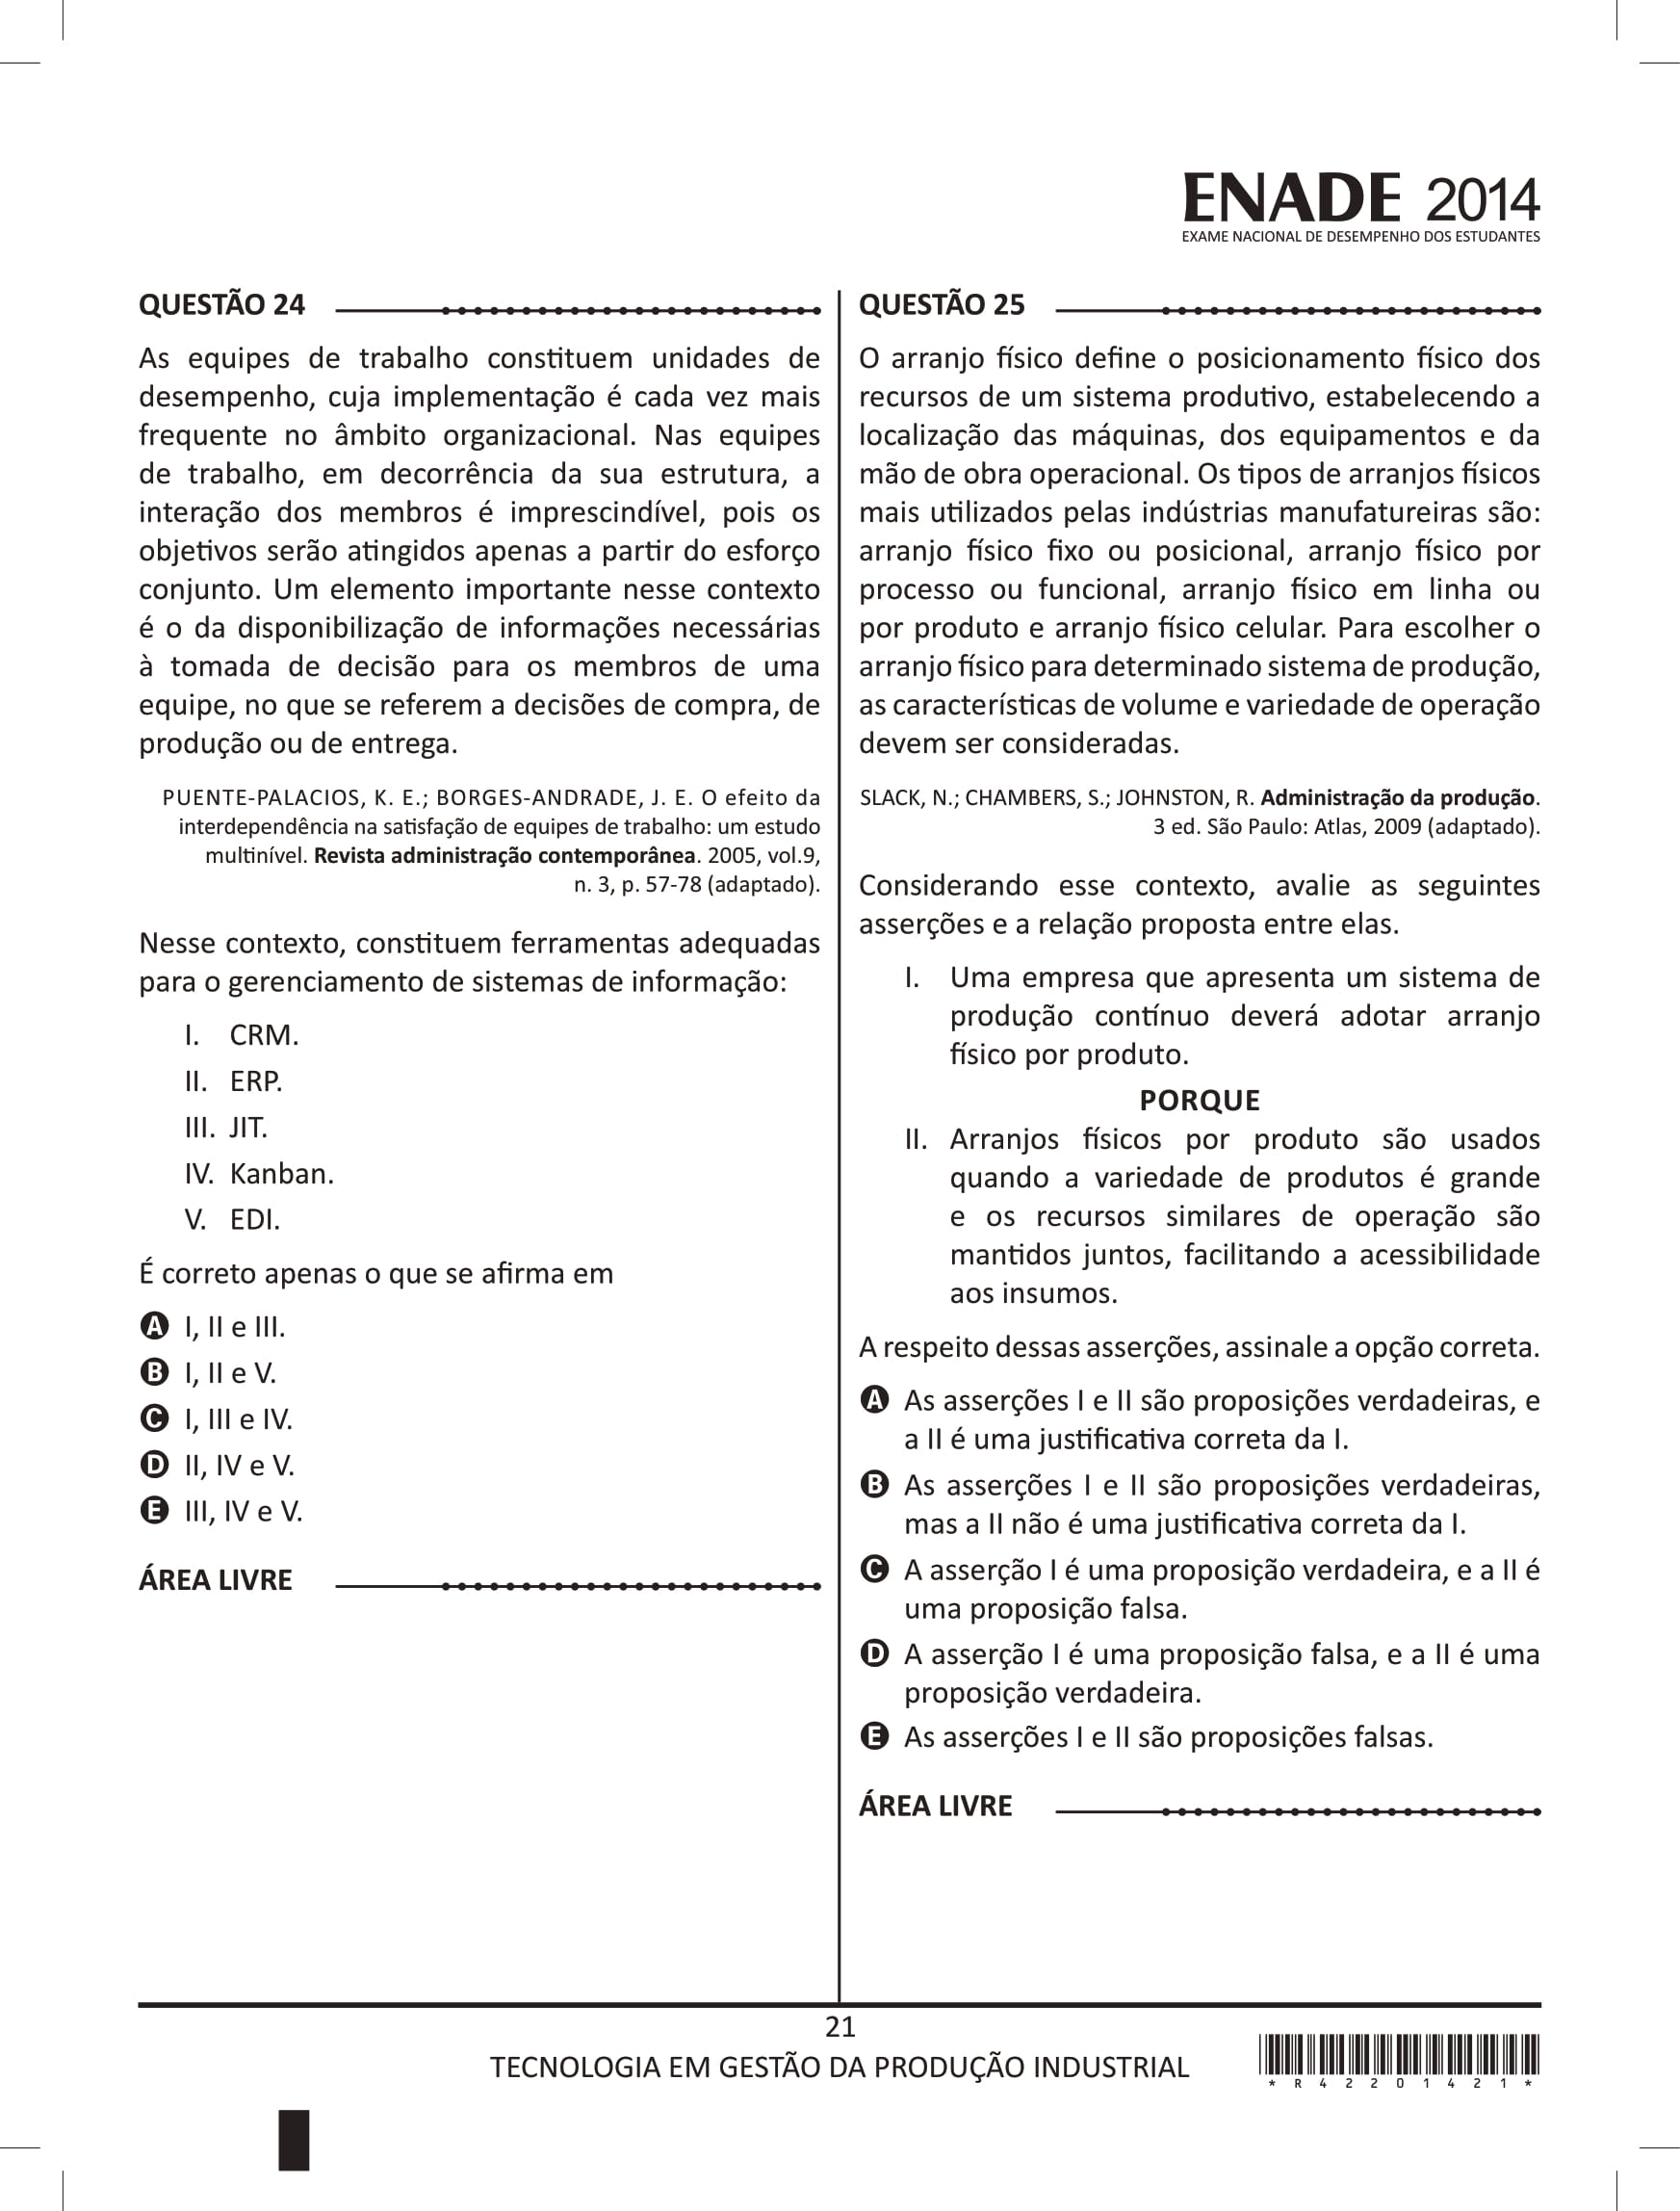 ENADE 2014
EXAME NACIONAL DE DESEMPENHO DOS ESTUDANTES
QUESTÃO 24
As equipes de trabalho constituem unidades de
desempenho, cuja implementação é cada vez mais
frequente no âmbito organizacional. Nas equipes
de trabalho, em decorrência da sua estrutura, a
interação dos membros é imprescindível, pois os
objetivos serão atingidos apenas a partir do esforço
conjunto. Um elemento importante nesse contexto
é o da disponibilização de informações necessárias
à tomada de decisão para os membros de uma
equipe, no que se referem a decisões de compra, de
produção ou de entrega.
PUENTE-PALACIOS, K. E.; BORGES-ANDRADE, J. E. O efeito da
interdependência na satisfação de equipes de trabalho: um estudo
multinível. Revista administração contemporânea. 2005, vol.9,
n. 3, p. 57-78 (adaptado).
Nesse contexto, constituem ferramentas adequadas
para o gerenciamento de sistemas de informação:
I. CRM.
II. ERP.
III. JIT.
IV. Kanban.
V. EDI.
É correto apenas o que se afirma em
A I, II e III.
B I, II e V.
C I, III e IV.
D II, IV e V.
E III, IV e V.
ÁREA LIVRE
QUESTÃO 25
O arranjo físico define o posicionamento físico dos
recursos de um sistema produtivo, estabelecendo a
localização das máquinas, dos equipamentos e da
mão de obra operacional. Os tipos de arranjos físicos
mais utilizados pelas indústrias manufatureiras são:
arranjo físico fixo ou posicional, arranjo físico por
processo ou funcional, arranjo físico em linha ou
por produto e arranjo físico celular. Para escolher o
arranjo físico para determinado sistema de produção,
as características de volume e variedade de operação
devem ser consideradas.
SLACK, N.; CHAMBERS, S.; JOHNSTON, R. Administração da produção.
3 ed. São Paulo: Atlas, 2009 (adaptado).
Considerando esse contexto, avalie as seguintes
asserções e a relação proposta entre elas.
I. Uma empresa que apresenta um sistema de
produção contínuo deverá adotar arranjo
físico por produto.
PORQUE
II. Arranjos físicos por produto são usados
quando a variedade de produtos é grande
e os recursos similares de operação são
mantidos juntos, facilitando a acessibilidade
aos insumos.
A respeito dessas asserções, assinale a opção correta.
A As asserções I e II são proposições verdadeiras, e
a II é uma justificativa correta da I.
B As asserções I e II são proposições verdadeiras,
mas a II não é uma justificativa correta da I.
C A asserção I é uma proposição verdadeira, e a II é
uma proposição falsa.
D A asserção I é uma proposição falsa, e a II é uma
proposição verdadeira.
E As asserções I e II são proposições falsas.
ÁREA LIVRE
21
TECNOLOGIA EM GESTÃO DA PRODUÇÃO INDUSTRIAL
*R42201421*